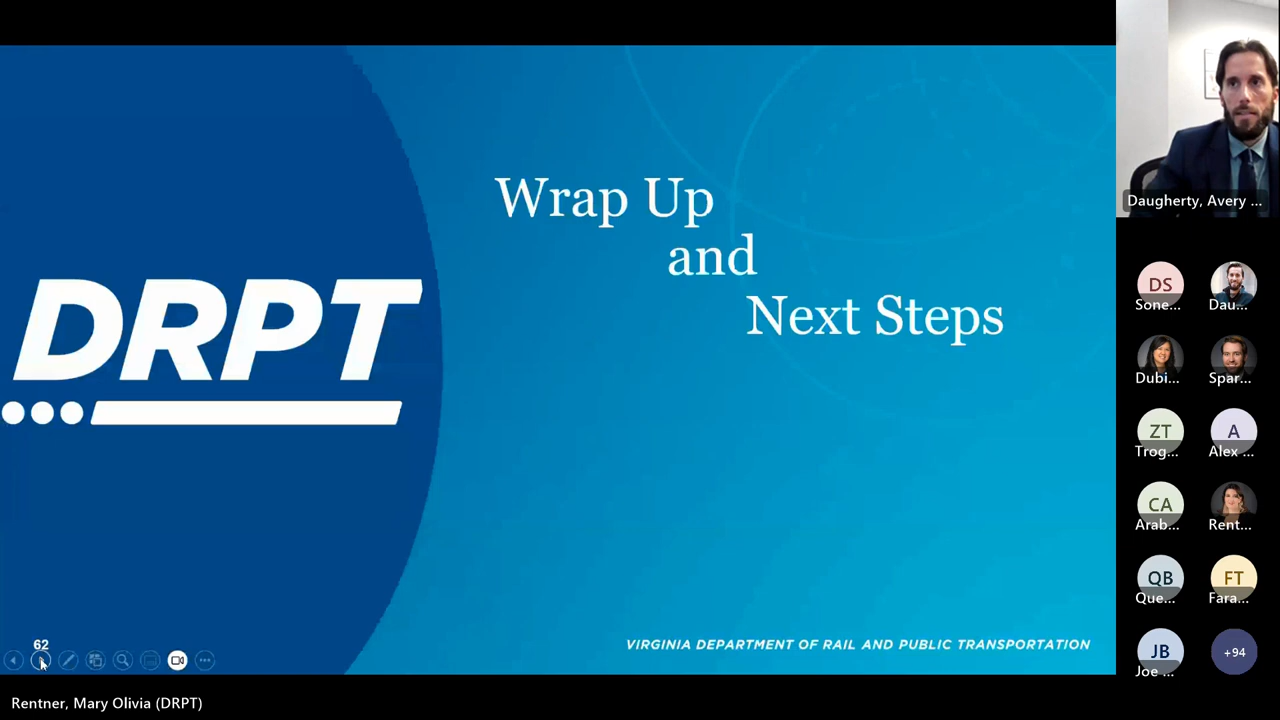 Wrap Up
and
Next Steps
DRPT
62
VIRGINIA DEPARTMENT OF RAIL AND PUBLIC TRANSPORTATION
Rentner, Mary Olivia (DRPT)
Daugherty, Avery ...
DS
Sone...
Dau...
Dubi...
Spar...
ZT
Trog...
A
Alex ...
CA
Arab...
Rent...
QB
Que...
FT
Fara...
JB
Joe ...
+94